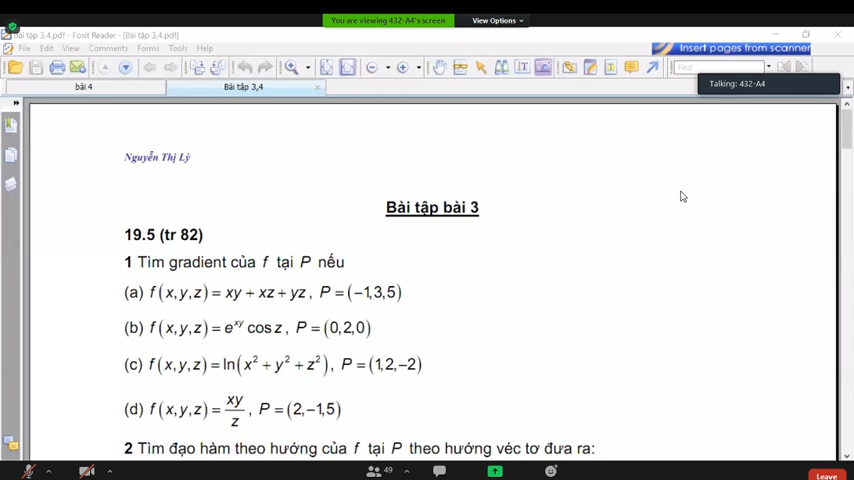 You are viewing 432-A4's screen View Options
Bài tập 3,4.pdf - Foxit Reader - [Bài tập 3,4.pdf]
File Edit View Comments Forms Tools Help
Insert pages from scanner
Find
Talking: 432-A4
bài 4 Bài tập 3,4
Nguyễn Thị Lý
Bài tập bài 3
19.5 (tr 82)
1 Tìm gradient của f tại P nếu
(a) f(x,y,z) = xy + xz + yz, P = (−1,3,5)
(b) f(x,y,z) = e^{xy} cos z, P = (0,2,0)
(c) f(x,y,z) = ln(x² + y² + z²), P = (1,2,−2)
(d) f(x,y,z) = xy/z, P = (2,−1,5)
2 Tìm đạo hàm theo hướng của f tại P theo hướng véc tơ đưa ra:
49
Leave